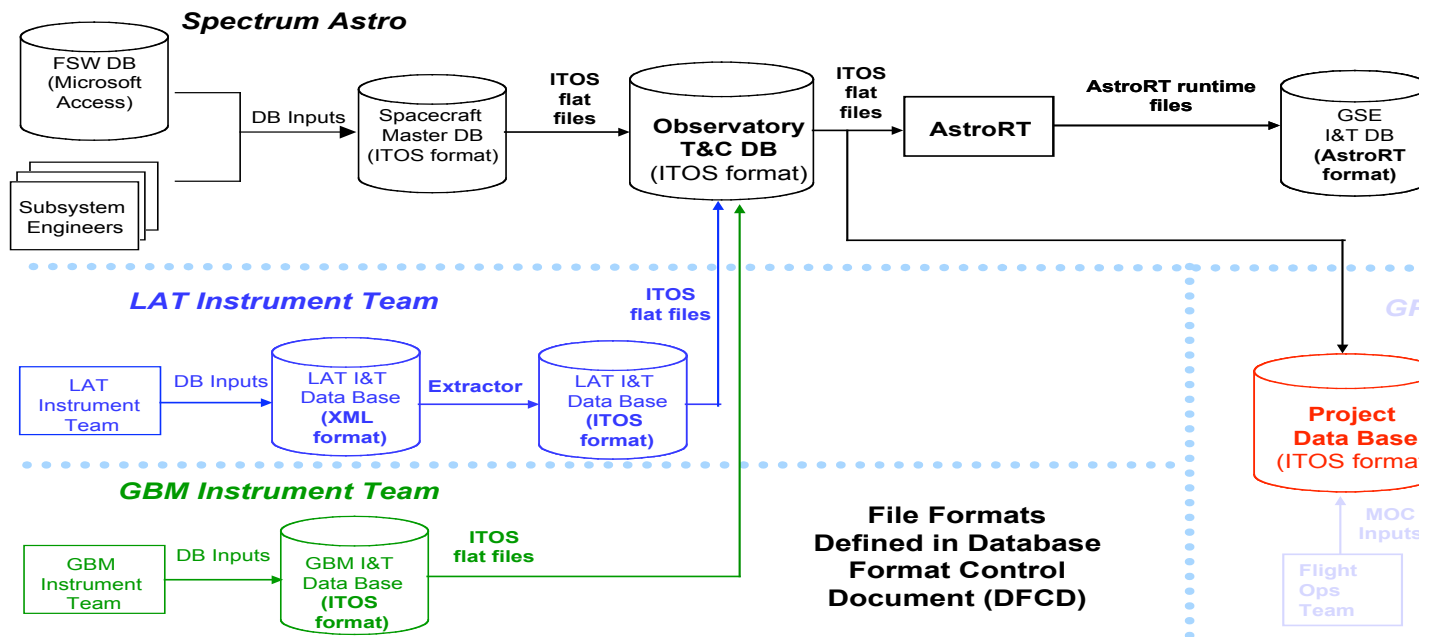 Spectrum Astro
FSW DB
(Microsoft
Access)
Subsystem
Engineers
DB Inputs
Spacecraft
Master DB
(ITOS format)
ITOS
flat
files
Observatory
T&C DB
(ITOS format)
ITOS
flat
files
AstroRT
AstroRT runtime
files
GSE
I&T DB
(AstroRT
format)
LAT Instrument Team
LAT
Instrument
Team
DB Inputs
LAT I&T
Data Base
(XML
format)
Extractor
LAT I&T
Data Base
(ITOS
format)
ITOS
flat files
Project
Data Base
(ITOS format
MOC
Inputs
Flight
Ops
Team
GBM Instrument Team
GBM
Instrument
Team
DB Inputs
GBM I&T
Data Base
(ITOS
format)
ITOS
flat files
File Formats
Defined in Database
Format Control
Document (DFCD)